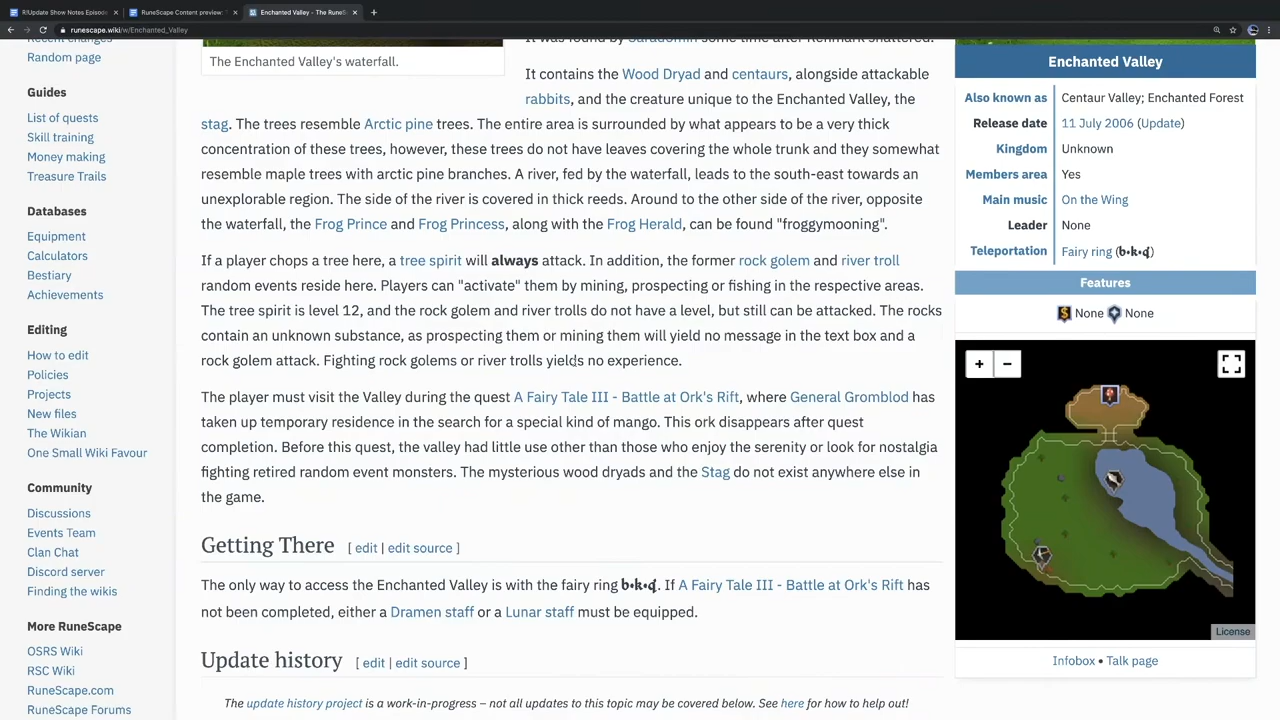 R!Update Show Notes Episode
RuneScape Content preview: T
Enchanted Valley - The RuneSc
runescape.wiki/w/Enchanted_Valley
Recent changes
Random page
Guides
List of quests
Skill training
Money making
Treasure Trails
Databases
Equipment
Calculators
Bestiary
Achievements
Editing
How to edit
Policies
Projects
New files
The Wikian
One Small Wiki Favour
Community
Discussions
Events Team
Clan Chat
Discord server
Finding the wikis
More RuneScape
OSRS Wiki
RSC Wiki
RuneScape.com
RuneScape Forums
The Enchanted Valley's waterfall.
It was found by Saradomin some time after Renmark shattered.
It contains the Wood Dryad and centaurs, alongside attackable
rabbits, and the creature unique to the Enchanted Valley, the
stag. The trees resemble Arctic pine trees. The entire area is surrounded by what appears to be a very thick
concentration of these trees, however, these trees do not have leaves covering the whole trunk and they somewhat
resemble maple trees with arctic pine branches. A river, fed by the waterfall, leads to the south-east towards an
unexplorable region. The side of the river is covered in thick reeds. Around to the other side of the river, opposite
the waterfall, the Frog Prince and Frog Princess, along with the Frog Herald, can be found "froggymooning".
If a player chops a tree here, a tree spirit will always attack. In addition, the former rock golem and river troll
random events reside here. Players can "activate" them by mining, prospecting or fishing in the respective areas.
The tree spirit is level 12, and the rock golem and river trolls do not have a level, but still can be attacked. The rocks
contain an unknown substance, as prospecting them or mining them will yield no message in the text box and a
rock golem attack. Fighting rock golems or river trolls yields no experience.
The player must visit the Valley during the quest A Fairy Tale III - Battle at Ork's Rift, where General Gromblod has
taken up temporary residence in the search for a special kind of mango. This ork disappears after quest
completion. Before this quest, the valley had little use other than those who enjoy the serenity or look for nostalgia
fighting retired random event monsters. The mysterious wood dryads and the Stag do not exist anywhere else in
the game.
Getting There [ edit | edit source ]
The only way to access the Enchanted Valley is with the fairy ring b•k•q. If A Fairy Tale III - Battle at Ork's Rift has
not been completed, either a Dramen staff or a Lunar staff must be equipped.
Update history [ edit | edit source ]
The update history project is a work-in-progress – not all updates to this topic may be covered below. See here for how to help out!
Enchanted Valley
Also known as Centaur Valley; Enchanted Forest
Release date 11 July 2006 (Update)
Kingdom Unknown
Members area Yes
Main music On the Wing
Leader None
Teleportation Fairy ring (b•k•q)
Features
None None
+ −
License
Infobox • Talk page